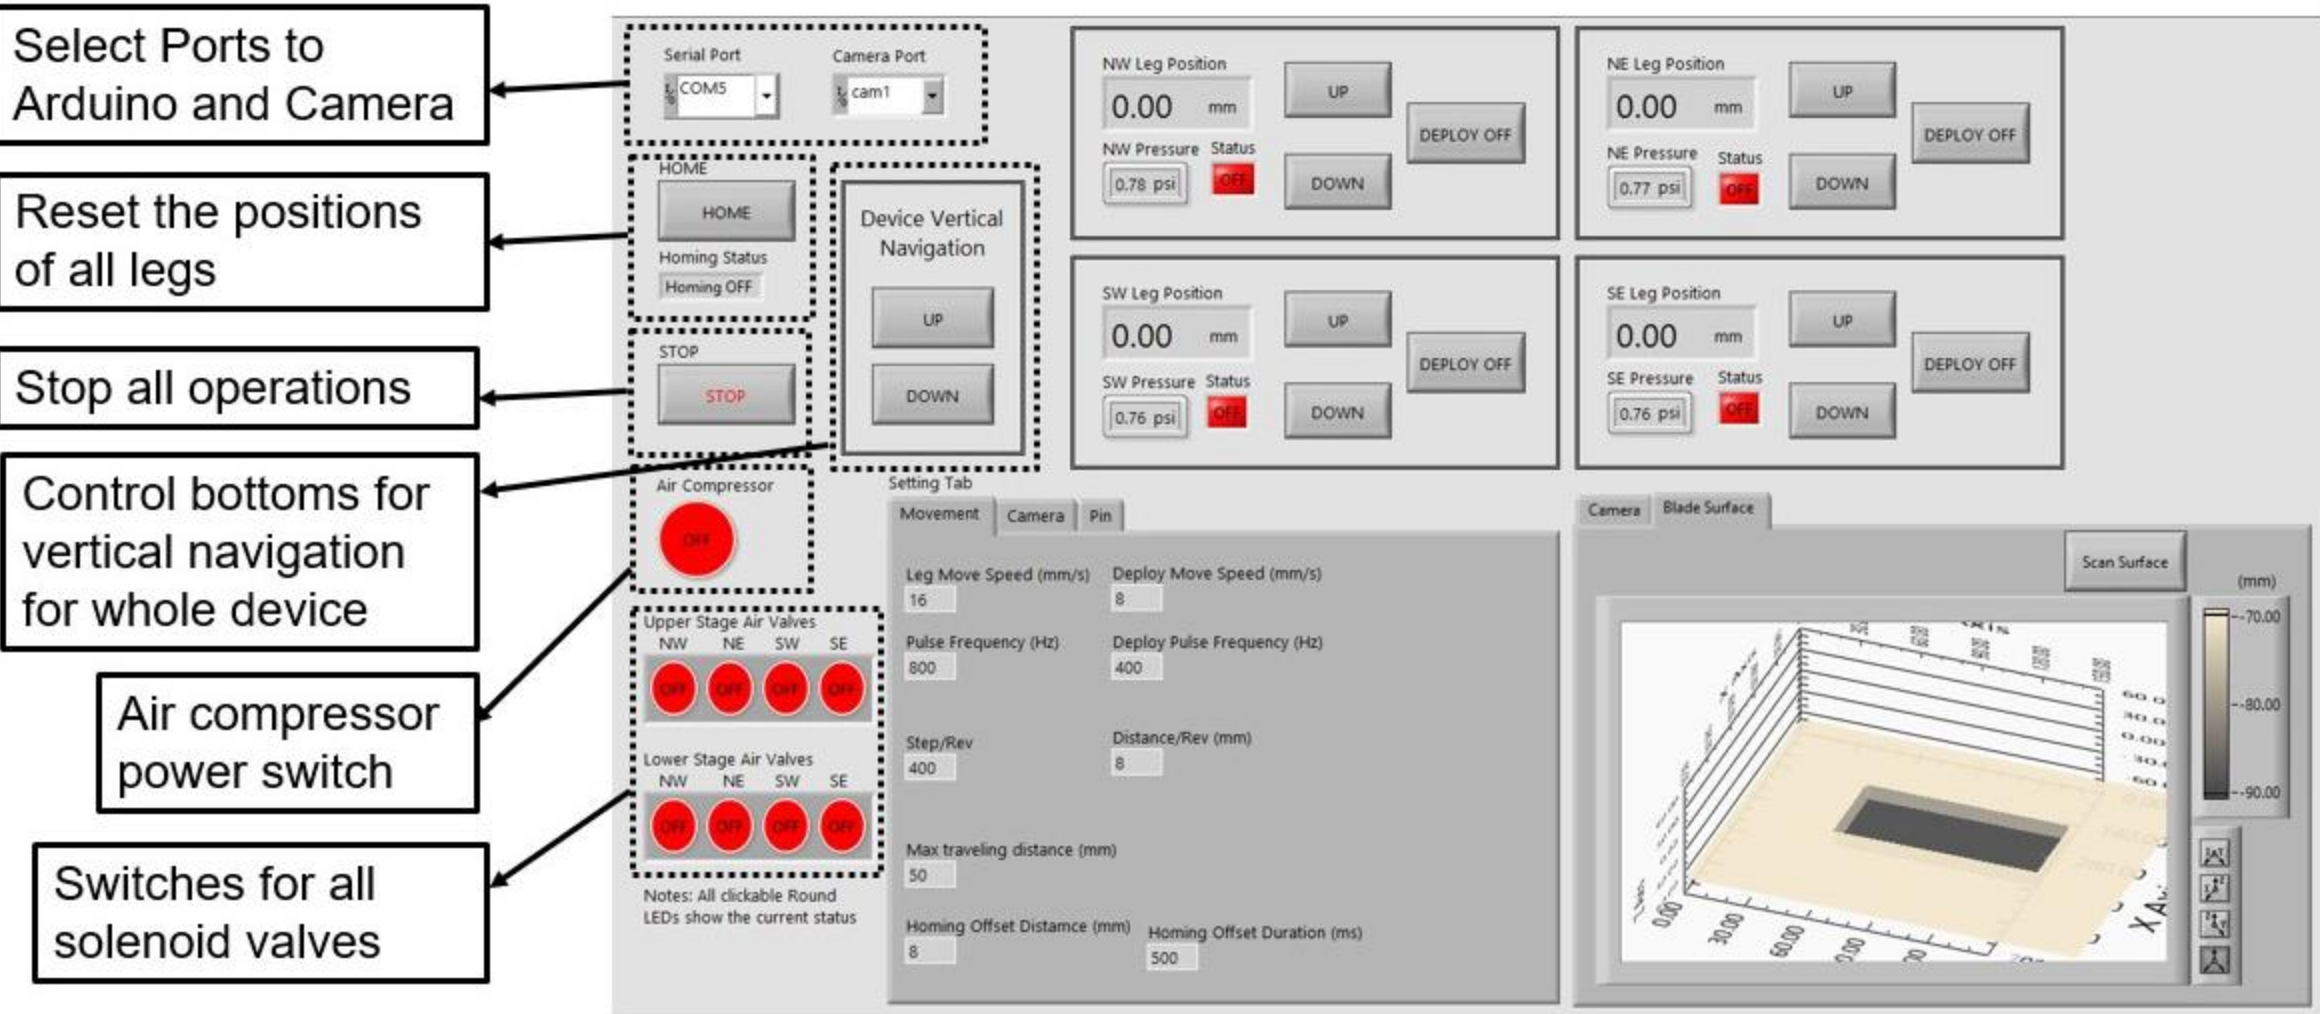 Select Ports to
Arduino and Camera
Reset the positions
of all legs
Stop all operations
Control bottoms for
vertical navigation
for whole device
Air compressor
power switch
Switches for all
solenoid valves
Serial Port
COM5
Camera Port
cam1
HOME
HOME
Homing Status
Homing OFF
STOP
STOP
Device Vertical
Navigation
UP
DOWN
Air Compressor
OFF
Upper Stage Air Valves
NW NE SW SE
OFF OFF OFF OFF
Lower Stage Air Valves
NW NE SW SE
OFF OFF OFF OFF
Notes: All clickable Round
LEDs show the current status
NW Leg Position
0.00 mm
NW Pressure Status
0.78 psi OFF
UP
DOWN
DEPLOY OFF
NE Leg Position
0.00 mm
NE Pressure Status
0.77 psi OFF
UP
DOWN
DEPLOY OFF
SW Leg Position
0.00 mm
SW Pressure Status
0.76 psi OFF
UP
DOWN
DEPLOY OFF
SE Leg Position
0.00 mm
SE Pressure Status
0.76 psi OFF
UP
DOWN
DEPLOY OFF
Setting Tab
Movement Camera Pin
Leg Move Speed (mm/s) Deploy Move Speed (mm/s)
16 8
Pulse Frequency (Hz) Deploy Pulse Frequency (Hz)
800 400
Step/Rev Distance/Rev (mm)
400 8
Max traveling distance (mm)
50
Homing Offset Distamce (mm) Homing Offset Duration (ms)
8 500
Camera Blade Surface
Scan Surface
(mm)
--70.00
--80.00
--90.00
0.00
30.00
60.00
X Ax